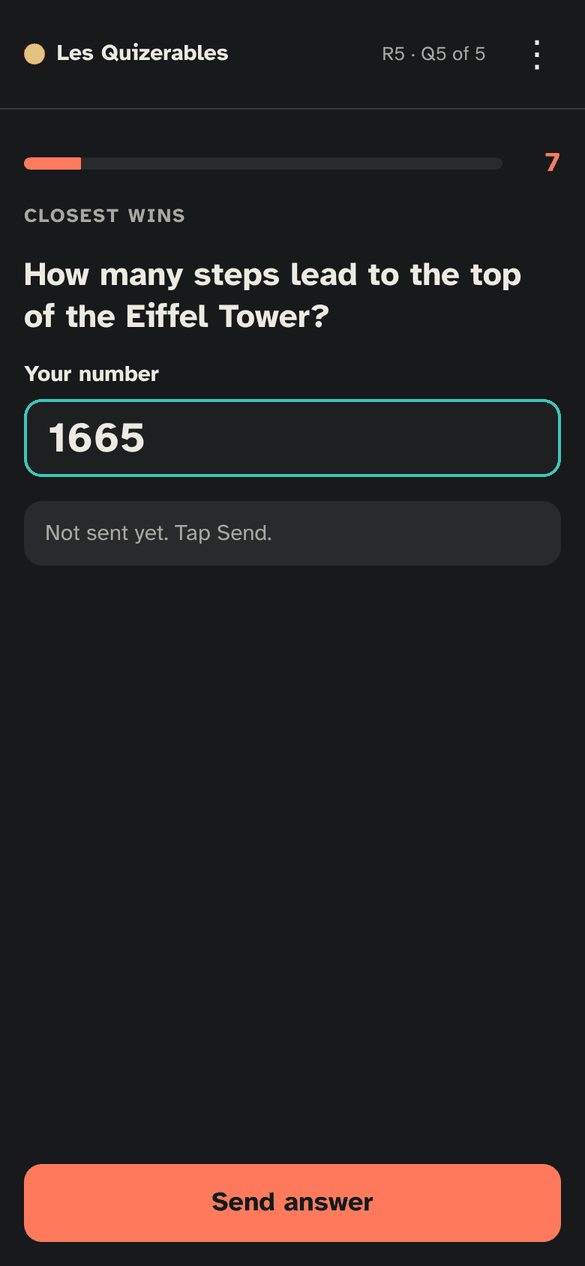 Les Quizerables
R5 · Q5 of 5
7
CLOSEST WINS
How many steps lead to the top
of the Eiffel Tower?
Your number
1665
Not sent yet. Tap Send.
Send answer